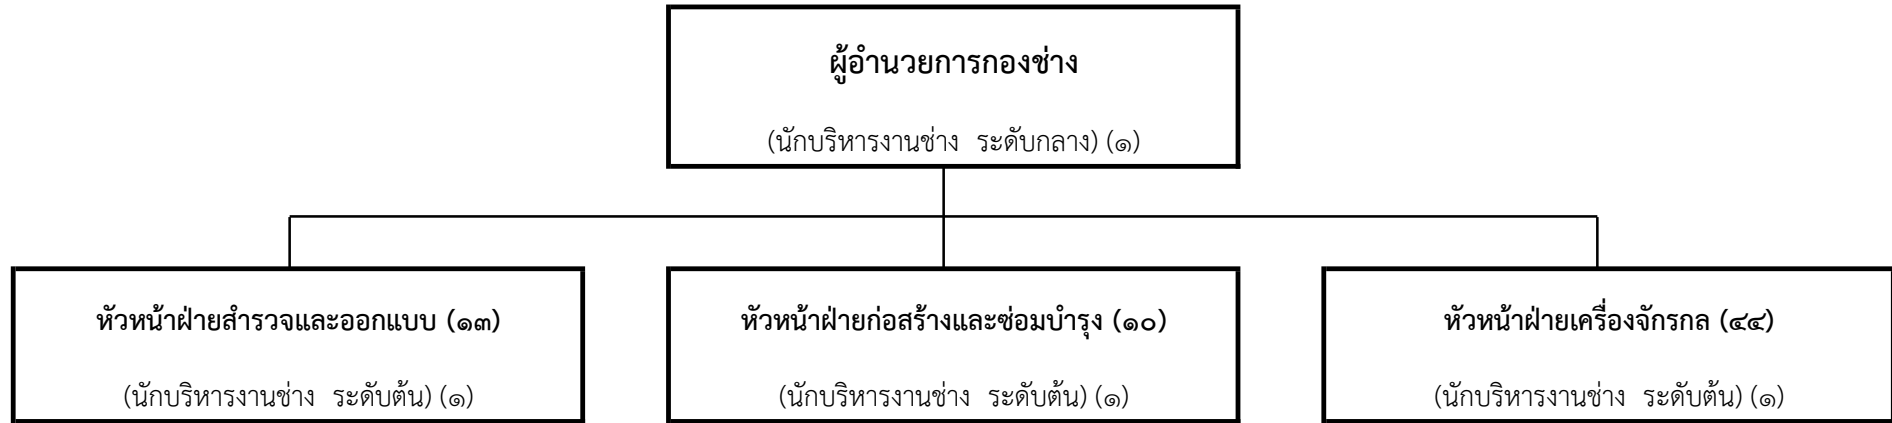 ผู้อำนวยการกองช่าง
(นักบริหารงานช่าง ระดับกลาง) (๑)
หัวหน้าฝ่ายสำรวจและออกแบบ (๑๓)
(นักบริหารงานช่าง ระดับต้น) (๑)
หัวหน้าฝ่ายก่อสร้างและซ่อมบำรุง (๑๐)
(นักบริหารงานช่าง ระดับต้น) (๑)
หัวหน้าฝ่ายเครื่องจักรกล (๔๔)
(นักบริหารงานช่าง ระดับต้น) (๑)